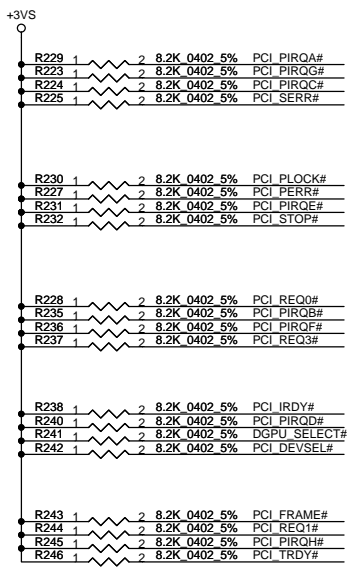 +3VS
R229 1 2 8.2K_0402_5% PCI_PIRQA#
R223 1 2 8.2K_0402_5% PCI_PIRQG#
R224 1 2 8.2K_0402_5% PCI_PIRQC#
R225 1 2 8.2K_0402_5% PCI_SERR#
R230 1 2 8.2K_0402_5% PCI_PLOCK#
R227 1 2 8.2K_0402_5% PCI_PERR#
R231 1 2 8.2K_0402_5% PCI_PIRQE#
R232 1 2 8.2K_0402_5% PCI_STOP#
R228 1 2 8.2K_0402_5% PCI_REQ0#
R235 1 2 8.2K_0402_5% PCI_PIRQB#
R236 1 2 8.2K_0402_5% PCI_PIRQF#
R237 1 2 8.2K_0402_5% PCI_REQ3#
R238 1 2 8.2K_0402_5% PCI_IRDY#
R240 1 2 8.2K_0402_5% PCI_PIRQD#
R241 1 2 8.2K_0402_5% DGPU_SELECT#
R242 1 2 8.2K_0402_5% PCI_DEVSEL#
R243 1 2 8.2K_0402_5% PCI_FRAME#
R244 1 2 8.2K_0402_5% PCI_REQ1#
R245 1 2 8.2K_0402_5% PCI_PIRQH#
R246 1 2 8.2K_0402_5% PCI_TRDY#